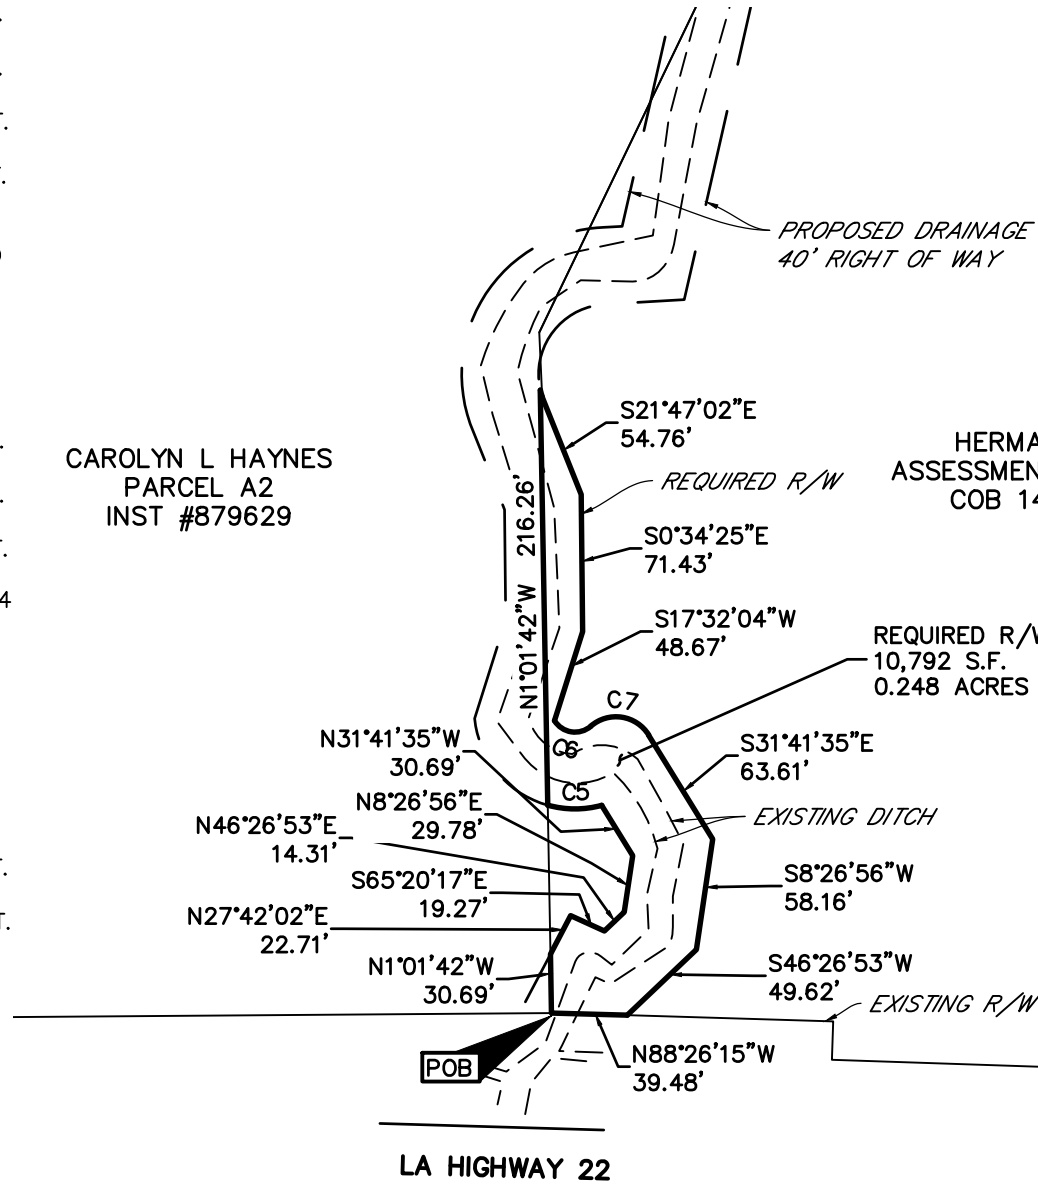 PROPOSED DRAINAGE
40' RIGHT OF WAY
S21°47'02"E
54.76'
CAROLYN L HAYNES
PARCEL A2
INST #879629
REQUIRED R/W
ASSESSMEN
COB 14
N1°01'42"W 216.26'
S0°34'25"E
71.43'
S17°32'04"W
48.67'
REQUIRED R/W
10,792 S.F.
0.248 ACRES
C7
N31°41'35"W
30.69'
C6
S31°41'35"E
63.61'
C5
N8°26'56"E
29.78'
N46°26'53"E
14.31'
EXISTING DITCH
S65°20'17"E
19.27'
S8°26'56"W
58.16'
N27°42'02"E
22.71'
N1°01'42"W
30.69'
S46°26'53"W
49.62'
EXISTING R/W
POB
N88°26'15"W
39.48'
LA HIGHWAY 22